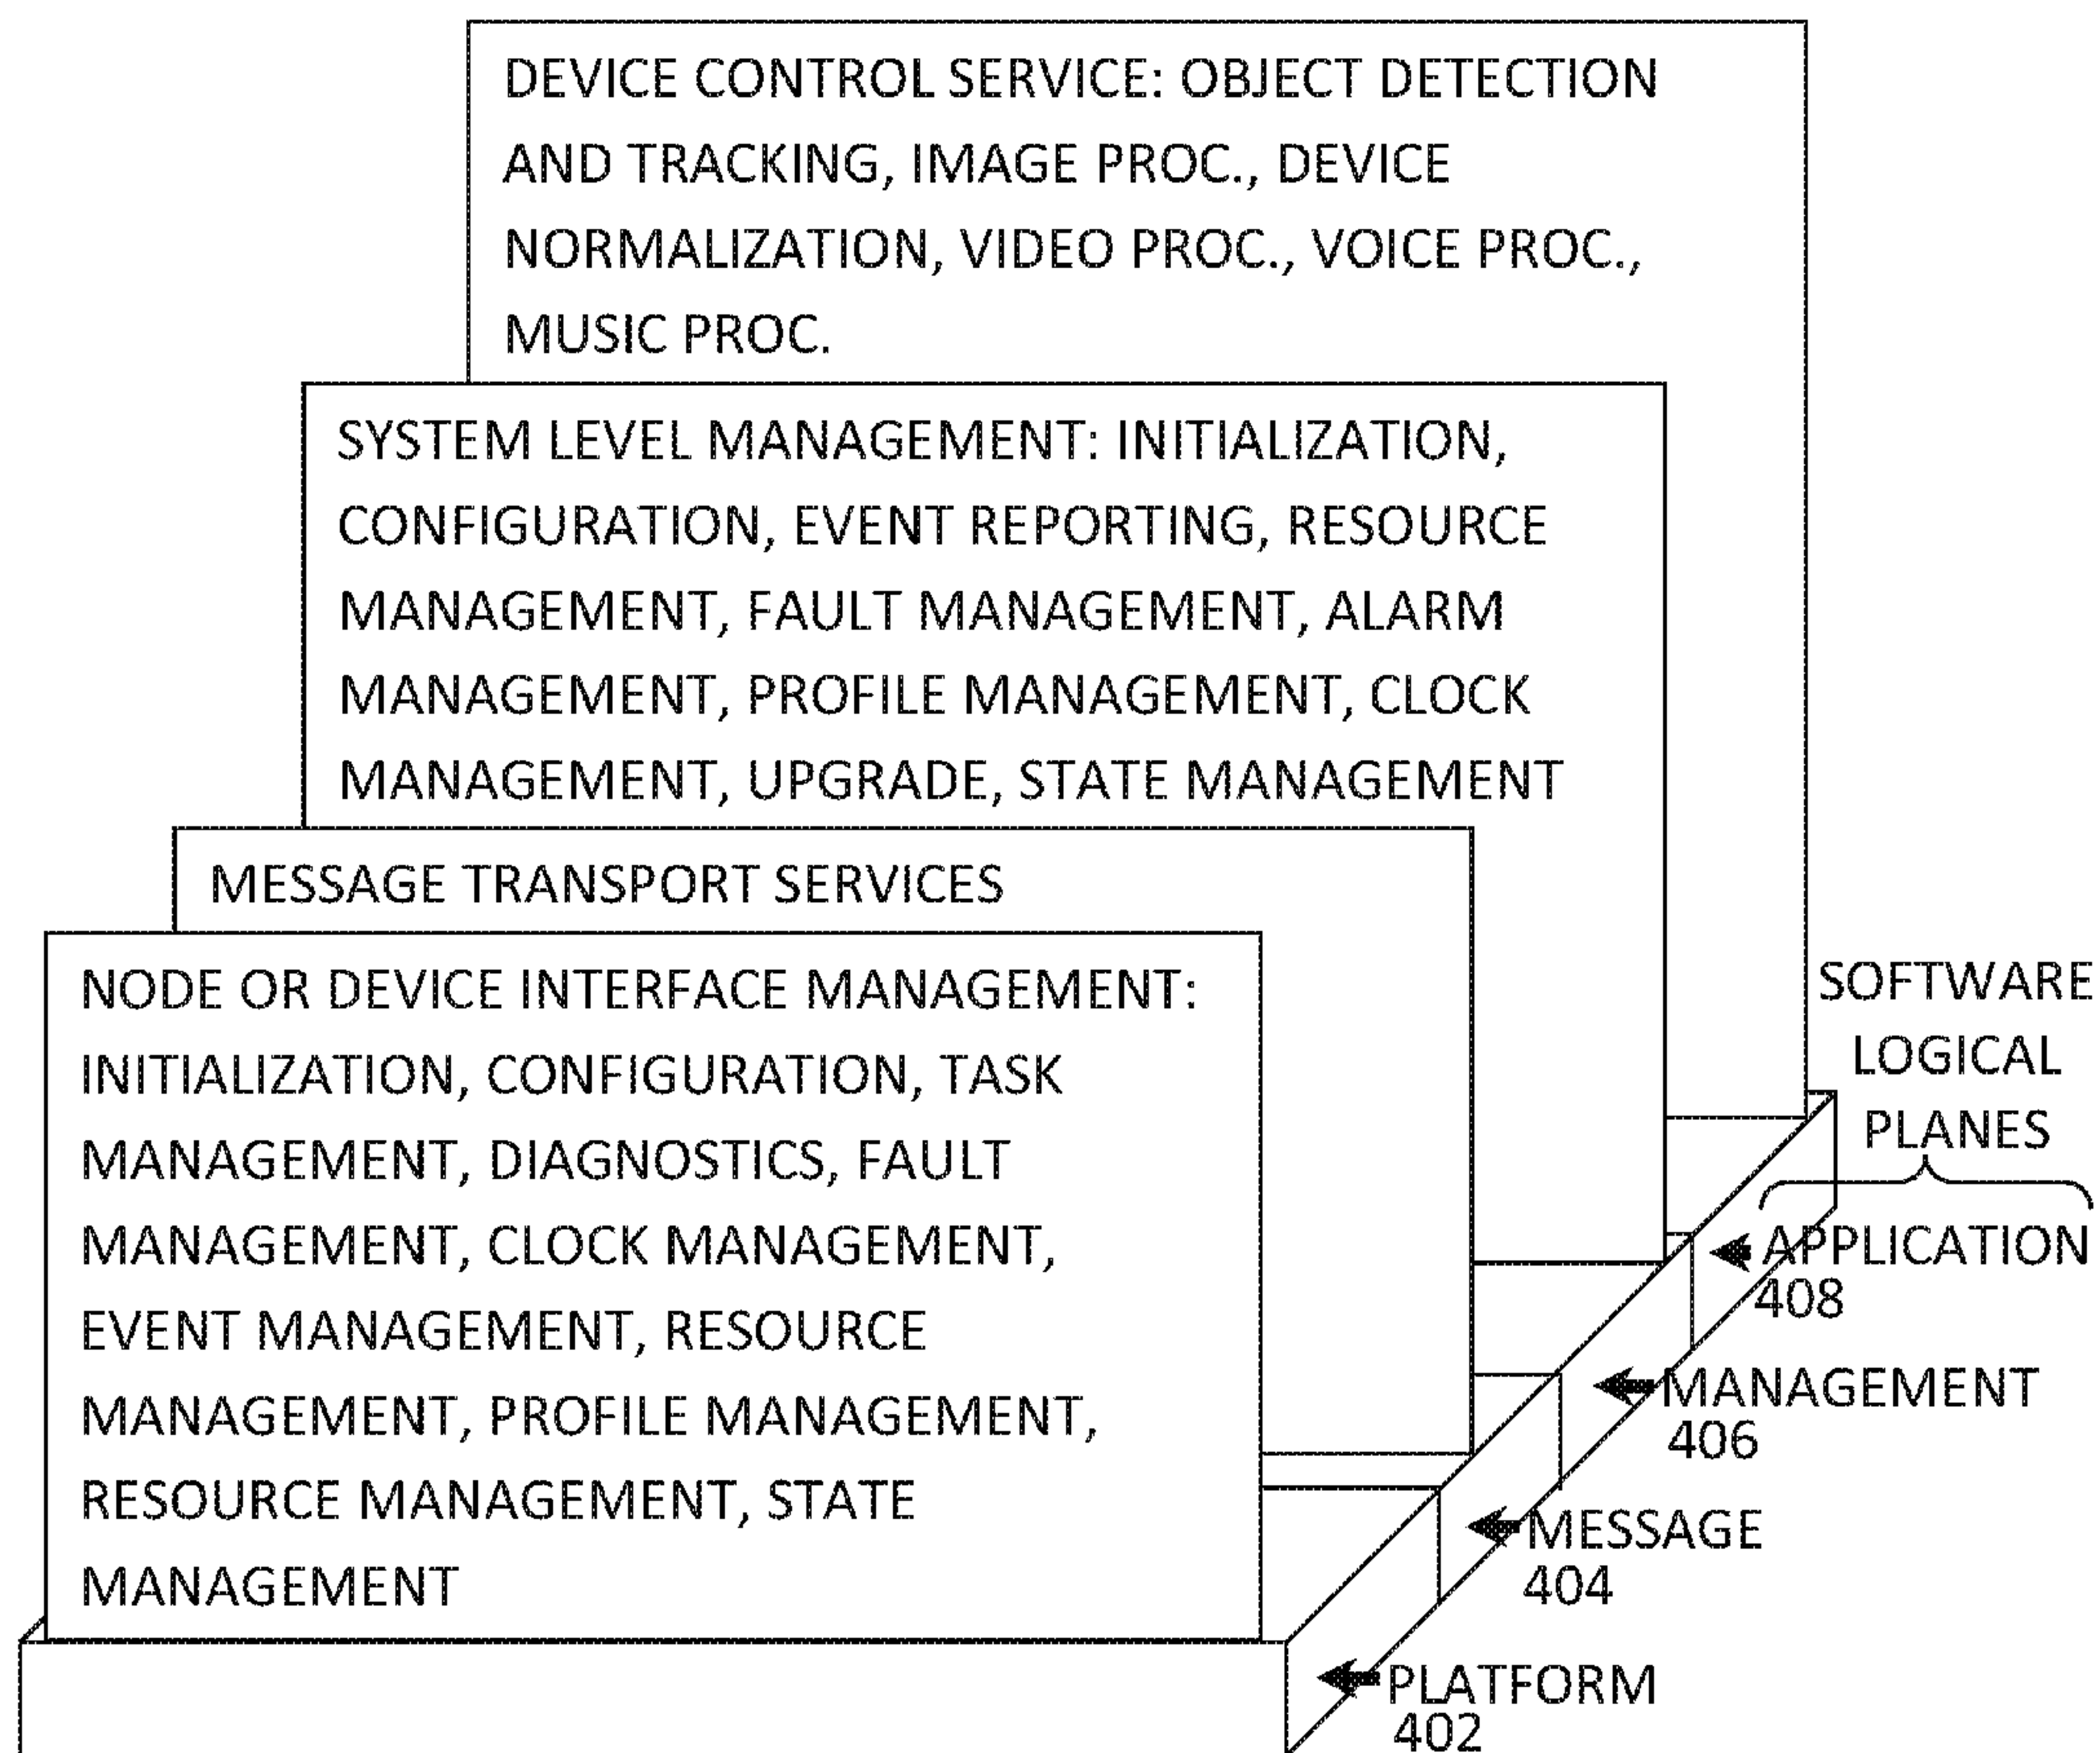 DEVICE CONTROL SERVICE: OBJECT DETECTION
AND TRACKING, IMAGE PROC., DEVICE
NORMALIZATION, VIDEO PROC., VOICE PROC.,
MUSIC PROC.
SYSTEM LEVEL MANAGEMENT: INITIALIZATION,
CONFIGURATION, EVENT REPORTING, RESOURCE
MANAGEMENT, FAULT MANAGEMENT, ALARM
MANAGEMENT, PROFILE MANAGEMENT, CLOCK
MANAGEMENT, UPGRADE, STATE MANAGEMENT
MESSAGE TRANSPORT SERVICES
NODE OR DEVICE INTERFACE MANAGEMENT:
INITIALIZATION, CONFIGURATION, TASK
MANAGEMENT, DIAGNOSTICS, FAULT
MANAGEMENT, CLOCK MANAGEMENT,
EVENT MANAGEMENT, RESOURCE
MANAGEMENT, PROFILE MANAGEMENT,
RESOURCE MANAGEMENT, STATE
MANAGEMENT
SOFTWARE
LOGICAL
PLANES
APPLICATION
408
MANAGEMENT
406
MESSAGE
404
PLATFORM
402